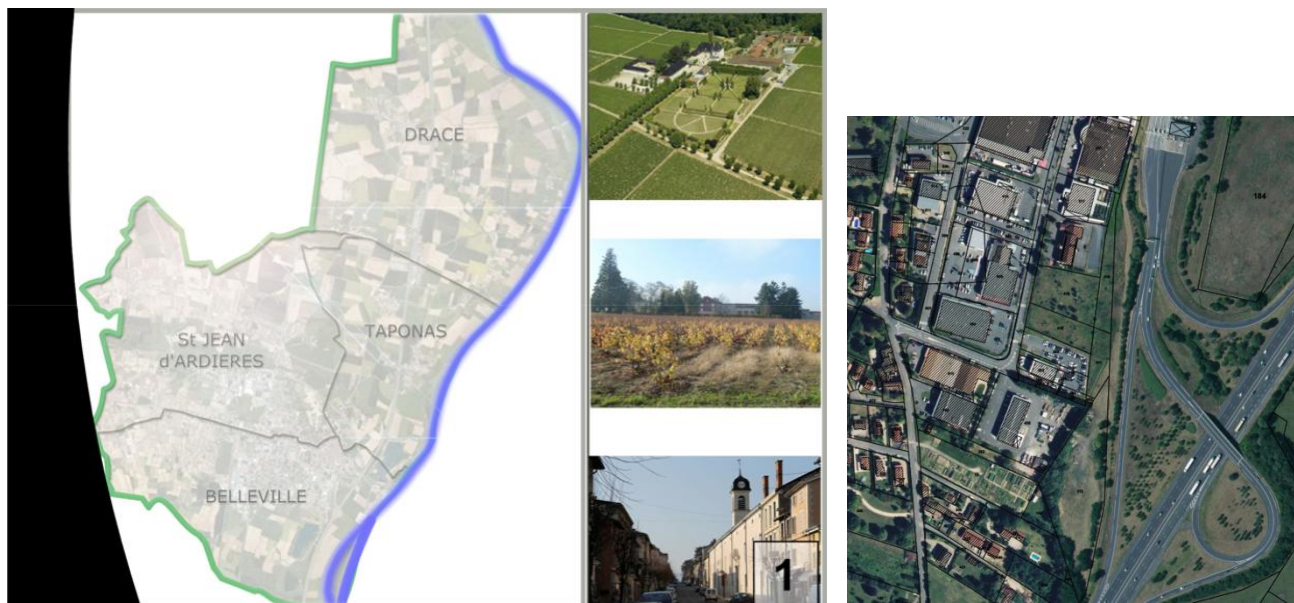 DRACE
TAPONAS
St JEAN
d'ARDIERES
BELLEVILLE
1
184